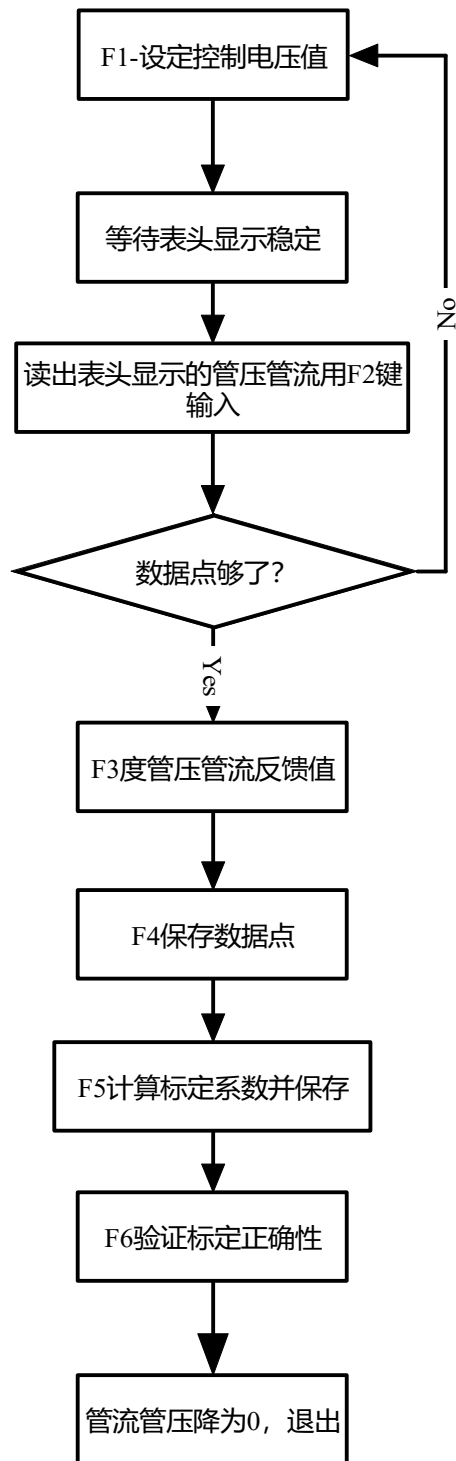 F1-设定控制电压值
等待表头显示稳定
No
读出表头显示的管压管流用F2键
输入
数据点够了?
Yes
F3度管压管流反馈值
F4保存数据点
F5计算标定系数并保存
F6验证标定正确性
管流管压降为0，退出